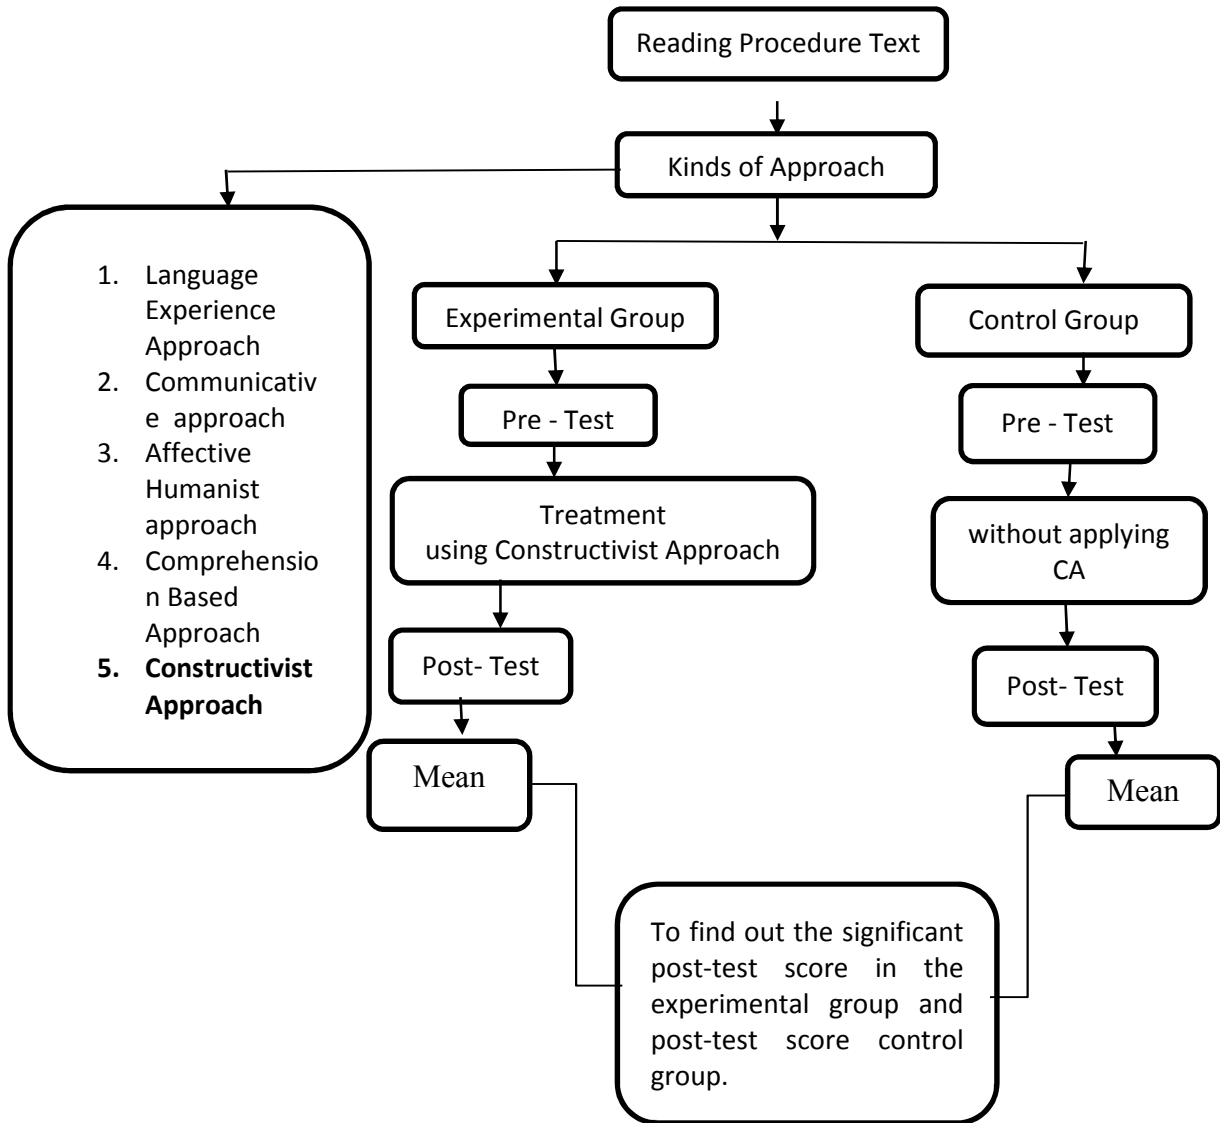 Reading Procedure Text
Kinds of Approach
1. Language
Experience
Approach
2. Communicativ
e approach
3. Affective
Humanist
approach
4. Comprehensio
n Based
Approach
5. Constructivist
Approach
Experimental Group
Control Group
Pre - Test
Pre - Test
Treatment
using Constructivist Approach
without applying
CA
Post- Test
Post- Test
Mean
Mean
To find out the significant
post-test score in the
experimental group and
post-test score control
group.